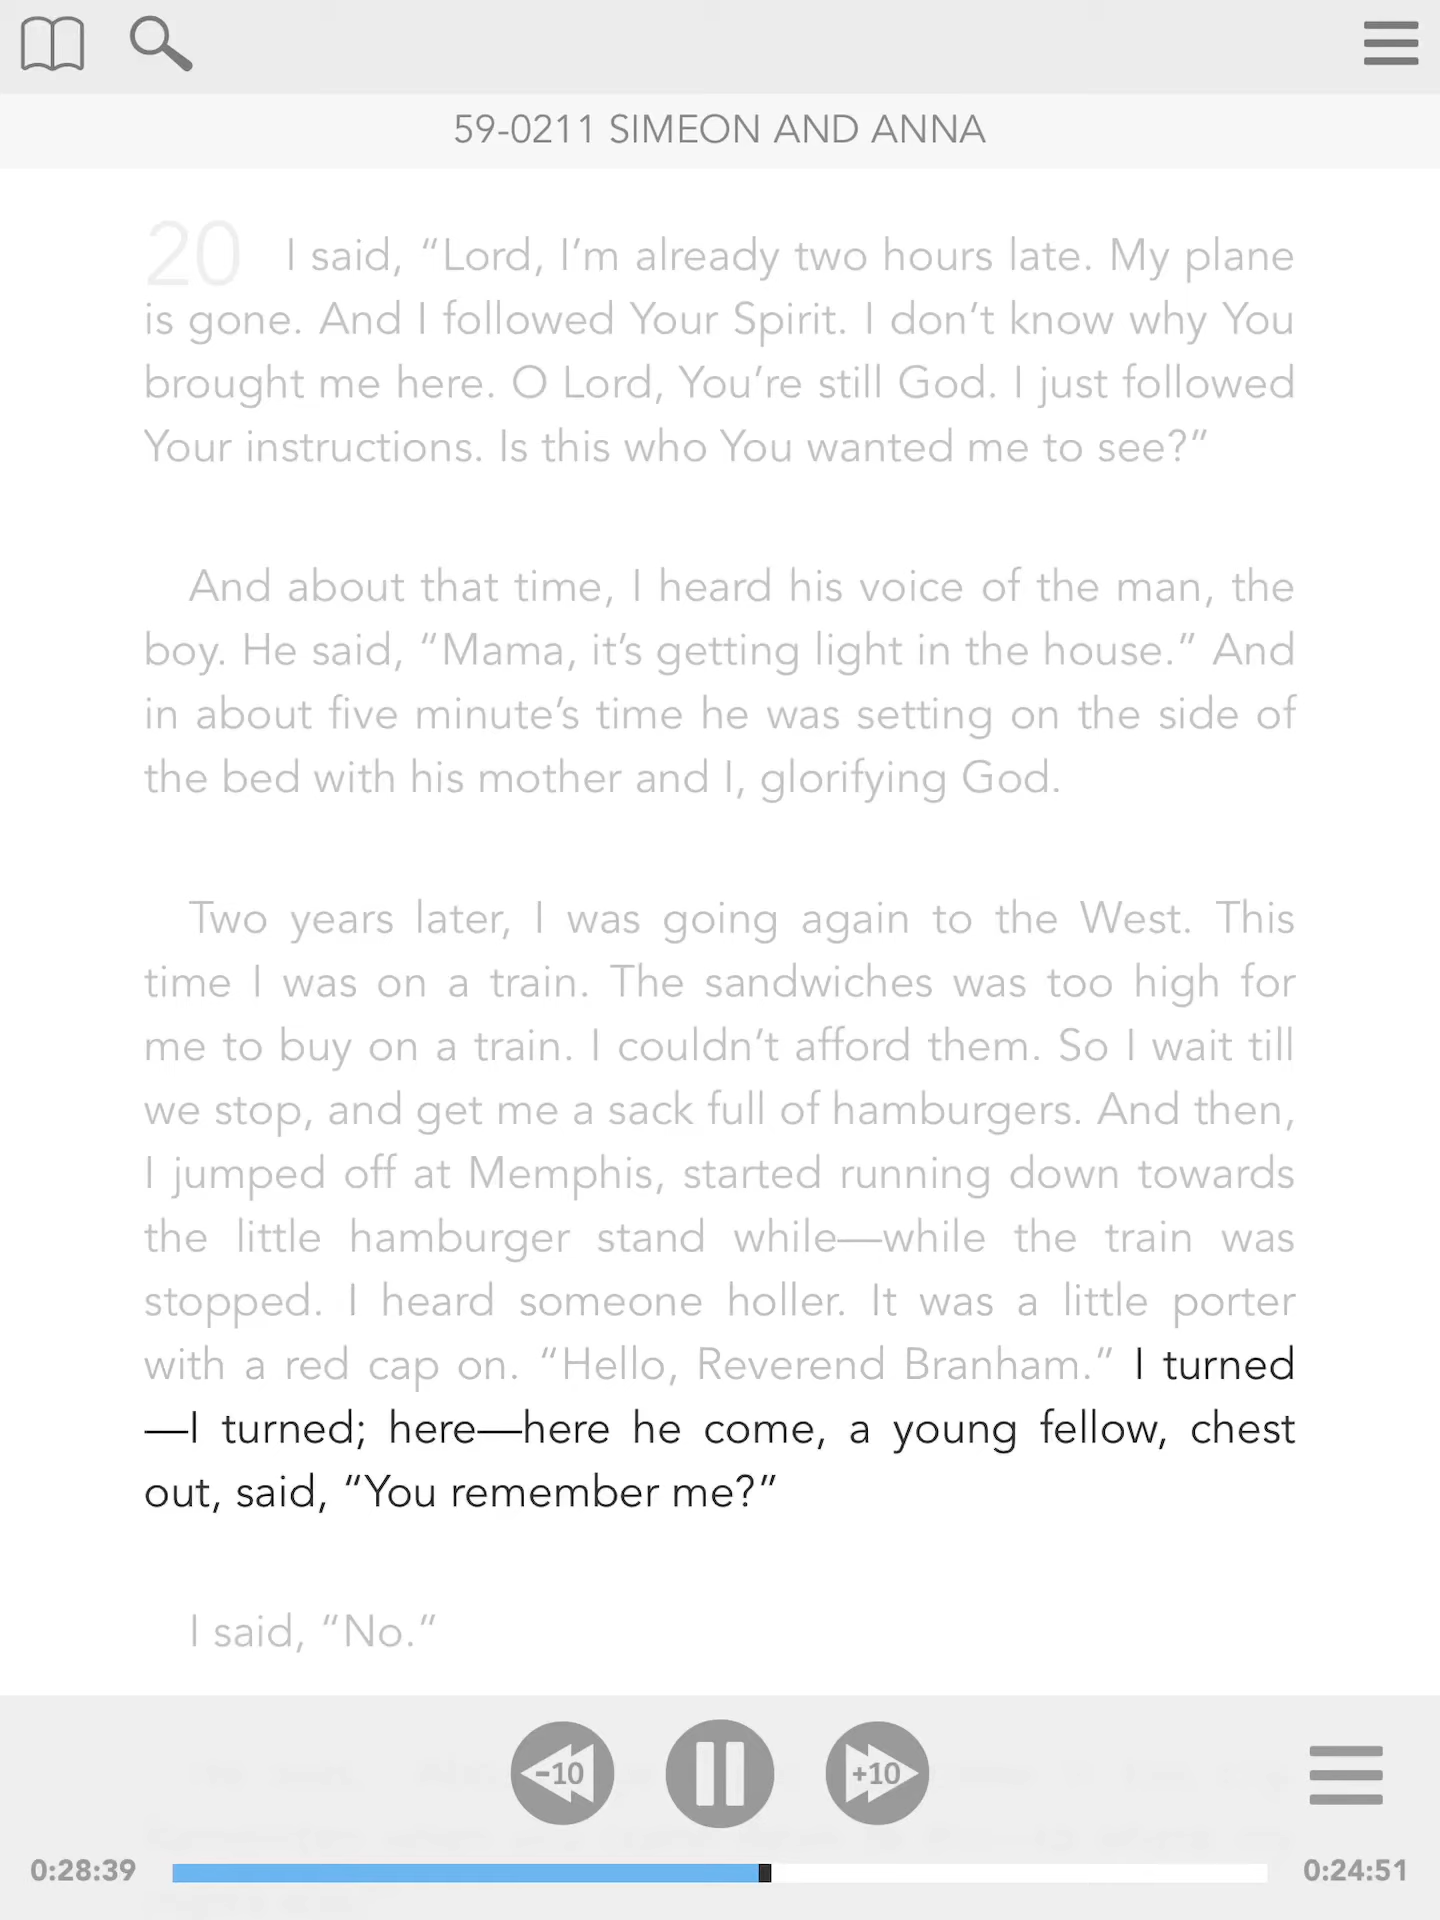 59-0211 SIMEON AND ANNA
20 I said, “Lord, I’m already two hours late. My plane
is gone. And I followed Your Spirit. I don’t know why You
brought me here. O Lord, You’re still God. I just followed
Your instructions. Is this who You wanted me to see?”
And about that time, I heard his voice of the man, the
boy. He said, “Mama, it’s getting light in the house.” And
in about five minute’s time he was setting on the side of
the bed with his mother and I, glorifying God.
Two years later, I was going again to the West. This
time I was on a train. The sandwiches was too high for
me to buy on a train. I couldn’t afford them. So I wait till
we stop, and get me a sack full of hamburgers. And then,
I jumped off at Memphis, started running down towards
the little hamburger stand while—while the train was
stopped. I heard someone holler. It was a little porter
with a red cap on. “Hello, Reverend Branham.” I turned
—I turned; here—here he come, a young fellow, chest
out, said, “You remember me?”
I said, “No.“
-10 +10
0:28:39 0:24:51